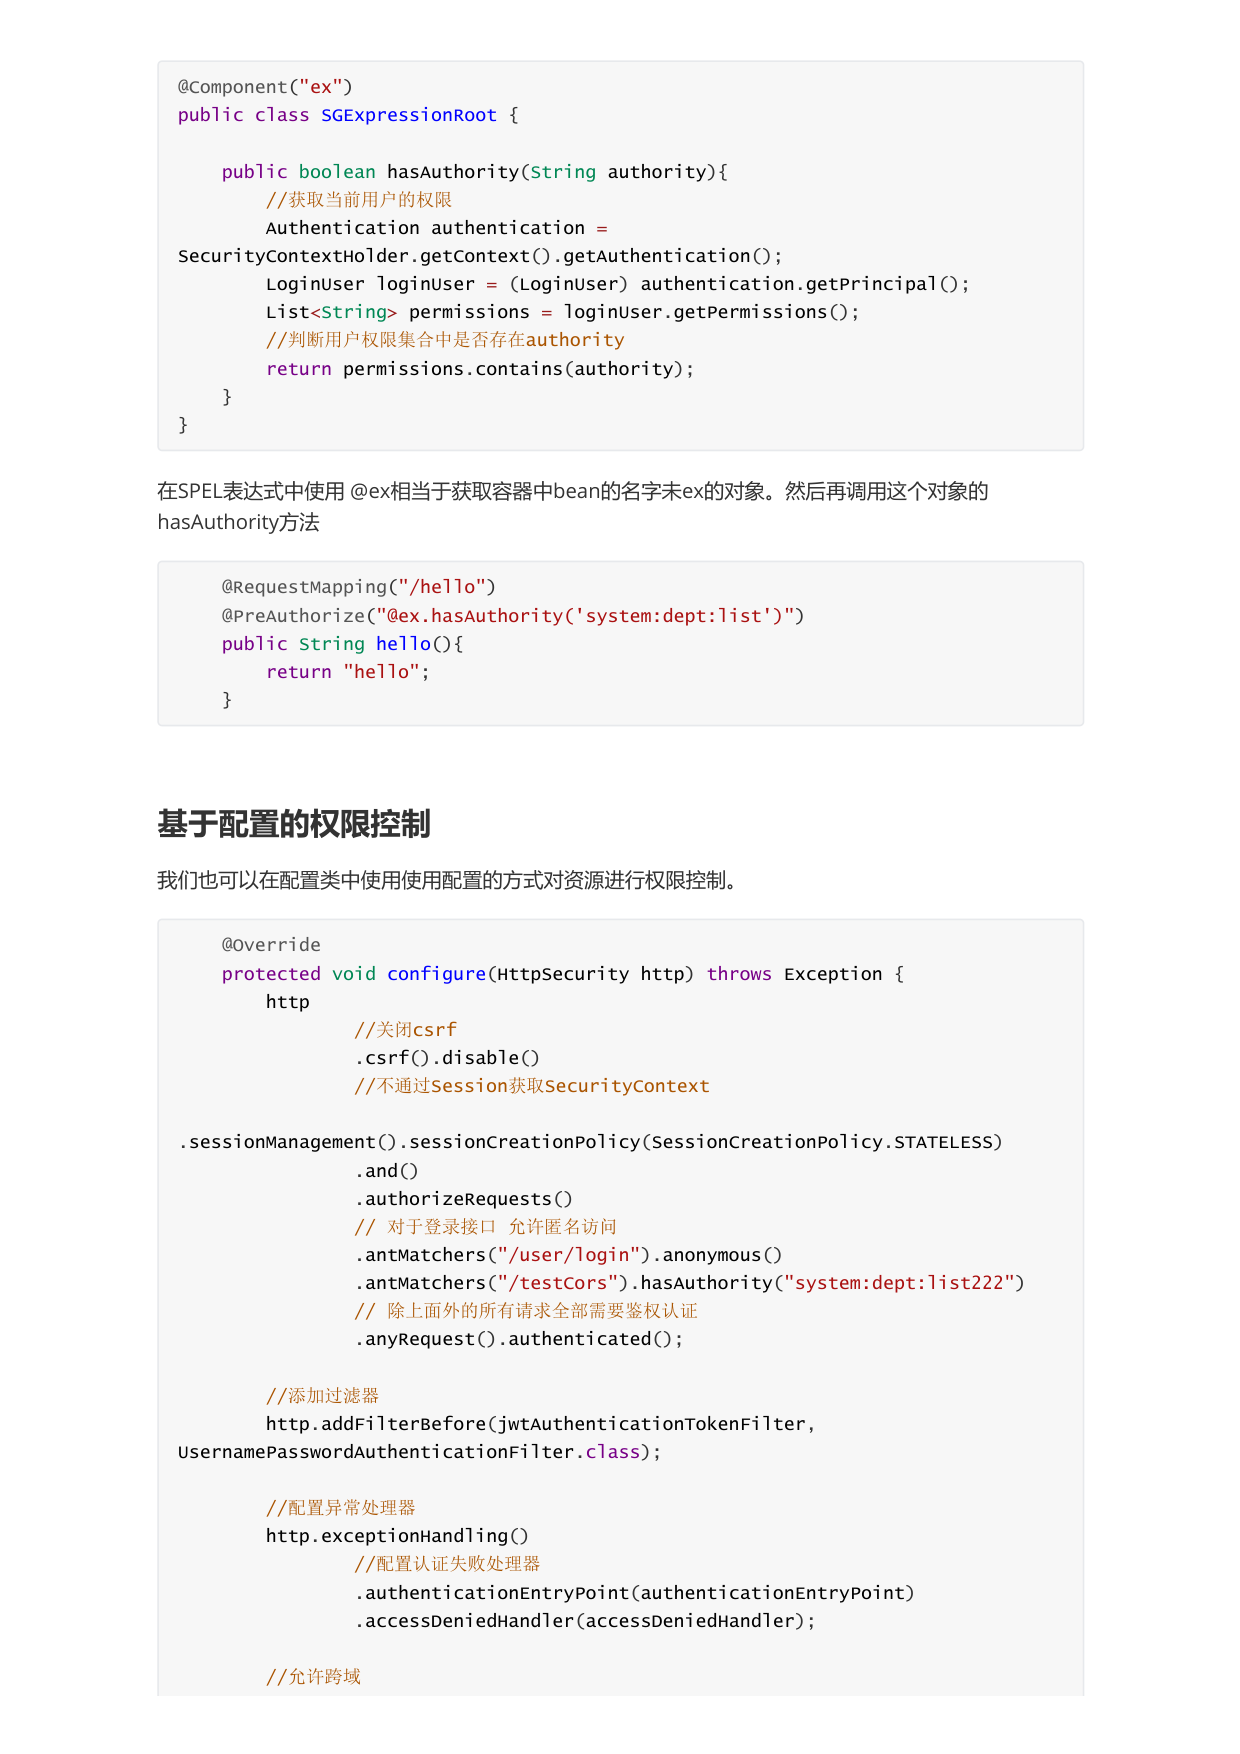 @Component("ex")
public class SGExpressionRoot {
    public boolean hasAuthority(String authority){
        //获取当前用户的权限
        Authentication authentication =
SecurityContextHolder.getContext().getAuthentication();
        LoginUser loginUser = (LoginUser) authentication.getPrincipal();
        List<String> permissions = loginUser.getPermissions();
        //判断用户权限集合中是否存在authority
        return permissions.contains(authority);
    }
}
在SPEL表达式中使用 @ex相当于获取容器中bean的名字未ex的对象。然后再调用这个对象的
hasAuthority方法
    @RequestMapping("/hello")
    @PreAuthorize("@ex.hasAuthority('system:dept:list')")
    public String hello(){
        return "hello";
    }
基于配置的权限控制
我们也可以在配置类中使用使用配置的方式对资源进行权限控制。
    @Override
    protected void configure(HttpSecurity http) throws Exception {
        http
                //关闭csrf
                .csrf().disable()
                //不通过Session获取SecurityContext
.sessionManagement().sessionCreationPolicy(SessionCreationPolicy.STATELESS)
                .and()
                .authorizeRequests()
                // 对于登录接口 允许匿名访问
                .antMatchers("/user/login").anonymous()
                .antMatchers("/testCors").hasAuthority("system:dept:list222")
                // 除上面外的所有请求全部需要鉴权认证
                .anyRequest().authenticated();
        //添加过滤器
        http.addFilterBefore(jwtAuthenticationTokenFilter,
UsernamePasswordAuthenticationFilter.class);
        //配置异常处理器
        http.exceptionHandling()
                //配置认证失败处理器
                .authenticationEntryPoint(authenticationEntryPoint)
                .accessDeniedHandler(accessDeniedHandler);
        //允许跨域